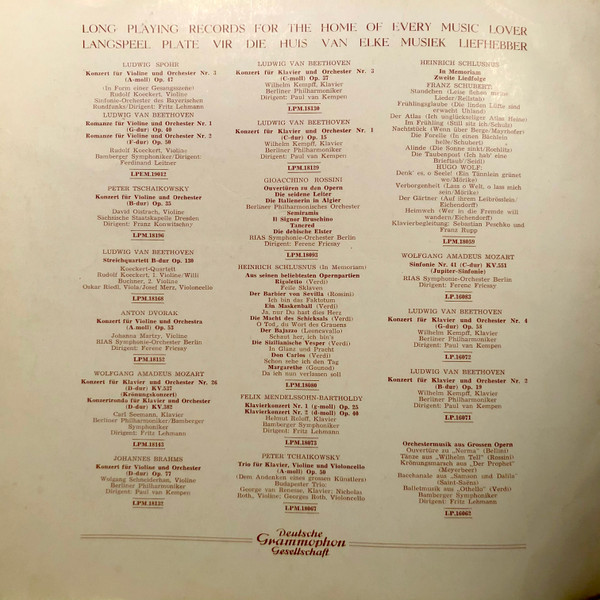 LONG PLAYING RECORDS FOR THE HOME OF EVERY MUSIC LOVER
LANGSPEEL PLATE VIR DIE HUIS VAN ELKE MUSIEK LIEFHEBBER
LUDWIG SPOHR
Konzert für Violine und Orchester Nr. 8
(A-moll) Op. 47
(In Form einer Gesangsszene)
Rudolf Koeckert, Violine
Sinfonie-Orchester des Bayerischen
Rundfunks/Dirigent: Fritz Lehmann
LUDWIG VAN BEETHOVEN
Romanze für Violine und Orchester Nr. 1
(G-dur) Op. 40
Romanze für Violine und Orchester Nr. 2
(F-dur) Op. 50
Rudolf Koeckert, Violine
Bamberger Symphoniker/Dirigent:
Ferdinand Leitner
LPEM.19012
PETER TSCHAIKOWSKY
Konzert für Violine und Orchester
(D-dur) Op. 35
David Oistrach, Violine
Sächsische Staatskapelle Dresden
Dirigent: Franz Konwitschny
LPM.18196
LUDWIG VAN BEETHOVEN
Streichquartett B-dur Op. 130
Koeckert-Quartett
Rudolf Koeckert, 1. Violine/Willi
Buchner, 2. Violine
Oskar Riedl, Viola/Josef Merz, Violoncello
LPM.18168
ANTON DVORAK
Konzert für Violine und Orchester
(A-moll) Op. 53
Johanna Martzy, Violine
RIAS Symphonie-Orchester Berlin
Dirigent: Ferenc Fricsay
LPM.18152
WOLFGANG AMADEUS MOZART
Konzert für Klavier und Orchester Nr. 26
(D-dur) KV.537
(Krönungskonzert)
Konzertrondo für Klavier und Orchester
(D-dur) KV.382
Carl Seemann, Klavier
Berliner Philharmoniker/Bamberger
Symphoniker
Dirigent: Fritz Lehmann
LPM.18143
JOHANNES BRAHMS
Konzert für Violine und Orchester
(D-dur) Op. 77
Wolfgang Schneiderhan, Violine
Berliner Philharmoniker
Dirigent: Paul van Kempen
LPM.18132
LUDWIG VAN BEETHOVEN
Konzert für Klavier und Orchester Nr. 3
(C-moll) Op. 37
Wilhelm Kempff, Klavier
Berliner Philharmoniker
Dirigent: Paul van Kempen
LPM.18130
LUDWIG VAN BEETHOVEN
Konzert für Klavier und Orchester Nr. 1
(C-dur) Op. 15
Wilhelm Kempff, Klavier
Berliner Philharmoniker
Dirigent: Paul van Kempen
LPM.18129
GIOACCHINO ROSSINI
Ouvertüren zu den Opern
Die seidene Leiter
Die Italienerin in Algier
Berliner Philharmonisches Orchester
Semiramis
Il Signor Bruschino
Tancred
Die diebische Elster
RIAS Symphonie-Orchester Berlin
Dirigent: Ferenc Fricsay
LPM.18092
HEINRICH SCHLUSNUS (In Memoriam)
Aus seinen beliebtesten Opernpartien
Rigoletto (Verdi)
Feile Sklaven
Der Barbier von Sevilla (Rossini)
Ich bin das Faktotum
Ein Maskenball (Verdi)
Ja, nur Du hast dies Herz
Die Macht des Schicksals (Verdi)
O Tod, du Wort des Grauens
Der Bajazzo (Leoncavallo)
Schaut her, ich bin's
Die Sizilianische Vesper (Verdi)
In Glanz und Pracht
Don Carlos (Verdi)
Schon sehe ich den Tag
Margarethe (Gounod)
Da ich nun verlassen soll
LPM.18080
FELIX MENDELSSOHN-BARTHOLDY
Klavierkonzert Nr. 1 (g-moll) Op. 25
Klavierkonzert Nr. 2 (d-moll) Op. 40
Helmut Roloff, Klavier
Bamberger Symphoniker
Dirigent: Fritz Lehmann
LPM.18073
PETER TCHAIKOWSKY
Trio für Klavier, Violine und Violoncello
(A-moll) Op. 50
(Dem Andenken eines grossen Künstlers)
Budapester Trio:
George van Renesse, Klavier; Nicholas
Roth, Violine; Georges Roth, Violoncello
LPM.18063
HEINRICH SCHLUSNUS
In Memoriam
Zweite Liedfolge
FRANZ SCHUBERT:
Ständchen (Leise flehen meine
Lieder/Rellstab)
Frühlingsglaube (Die linden Lüfte sind
erwacht Uhland)
Der Atlas (Ich unglückseliger Atlas Heine)
Im Frühling (Still sitz ich/Schulz)
Nachtstück (Wenn über Berge/Mayrhofer)
Die Forelle (In einen Bächlein
helle/Schubert)
Alinde (Die Sonne sinkt/Rochlitz)
Die Taubenpost (Ich hab' eine
Brieftaub'/Seidl)
HUGO WOLF:
Denk' es, o Seele! (Ein Tännlein grünet
wo/Mörike)
Verborgenheit (Lass o Welt, o lass mich
sein/Mörike)
Der Gärtner (Auf ihrem Leibrösslein/
Eichendorff)
Heimweh (Wer in die Fremde will
wandern/Eichendorff)
Klavierbegleitung: Sebastian Peschko und
Franz Rupp
LPM.18059
WOLFGANG AMADEUS MOZART
Sinfonie Nr. 41 (C-dur) KV.551
(Jupiter-Sinfonie)
RIAS Symphonie-Orchester Berlin
Dirigent: Ferenc Fricsay
LP.16083
LUDWIG VAN BEETHOVEN
Konzert für Klavier und Orchester Nr. 4
(G-dur) Op. 58
Wilhelm Kempff, Klavier
Berliner Philharmoniker
Dirigent: Paul van Kempen
LP.16072
LUDWIG VAN BEETHOVEN
Konzert für Klavier und Orchester Nr. 2
(B-dur) Op. 19
Wilhelm Kempff, Klavier
Berliner Philharmoniker
Dirigent: Paul van Kempen
LP.16071
Orchestermusik aus Grossen Opern
Ouvertüre zu "Norma" (Bellini)
Tänze aus "Wilhelm Tell" (Rossini)
Krönungsmarsch aus "Der Prophet"
(Meyerbeer)
Bacchanale aus "Samson und Dalila"
(Saint-Saëns)
Balletmusik aus "Othello" (Verdi)
Bamberger Symphoniker
Dirigent: Fritz Lehmann
LP.16062
Deutsche
Grammophon
Gesellschaft